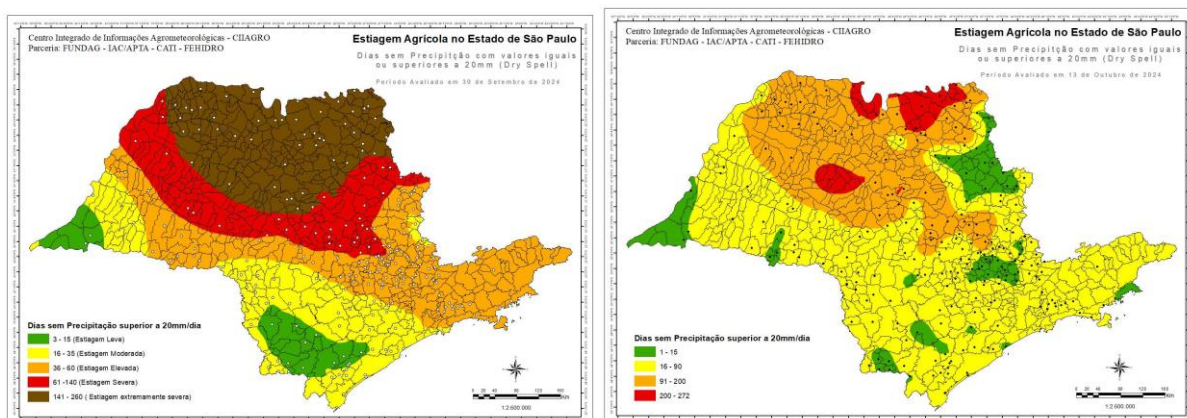 Centro Integrado de Informações Agrometeorológicas - CIIAGRO
Parceria: FUNDAG - IAC/APTA - CATI - FEHIDRO
Estiagem Agrícola no Estado de São Paulo
Dias sem Precipitção com valores iguais
ou superiores a 20mm (Dry Spell)
Período Avaliado em 30 de Setembro de 2024
Dias sem Precipitação superior a 20mm/dia
3 - 15 (Estiagem Leva)
16 - 35 (Estiagem Moderada)
36 - 60 (Estiagem Elevada)
61 -140 (Estiagem Severa)
141 - 260 ( Estiagem extremamente severa)
1:2.500.000
Centro Integrado de Informações Agrometeorológicas - CIIAGRO
Parceria: FUNDAG - IAC/APTA - CATI - FEHIDRO
Estiagem Agrícola no Estado de São Paulo
Dias sem Precipitção com valores iguais
ou superiores a 20mm (Dry Spell)
Período Avaliado em 13 de Outubro de 2024
Dias sem Precipitação superior a 20mm/dia
1 - 15
16 - 90
91 - 200
200 - 272
1:2.500.000